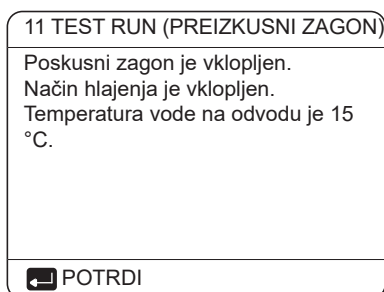 11 TEST RUN (PREIZKUSNI ZAGON)
Poskusni zagon je vklopljen.
Način hlajenja je vklopljen.
Temperatura vode na odvodu je 15
°C.
POTRDI